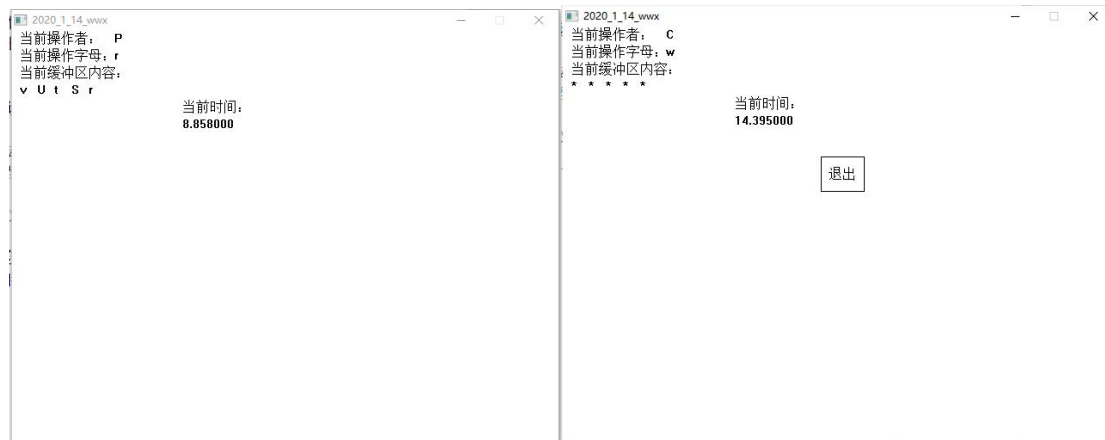 2020_1_14_wwx
当前操作者： P
当前操作字母：r
当前缓冲区内容：
v U t S r
当前时间：
8.858000
2020_1_14_wwx
当前操作者： C
当前操作字母：w
当前缓冲区内容：
* * * * *
当前时间：
14.395000
退出